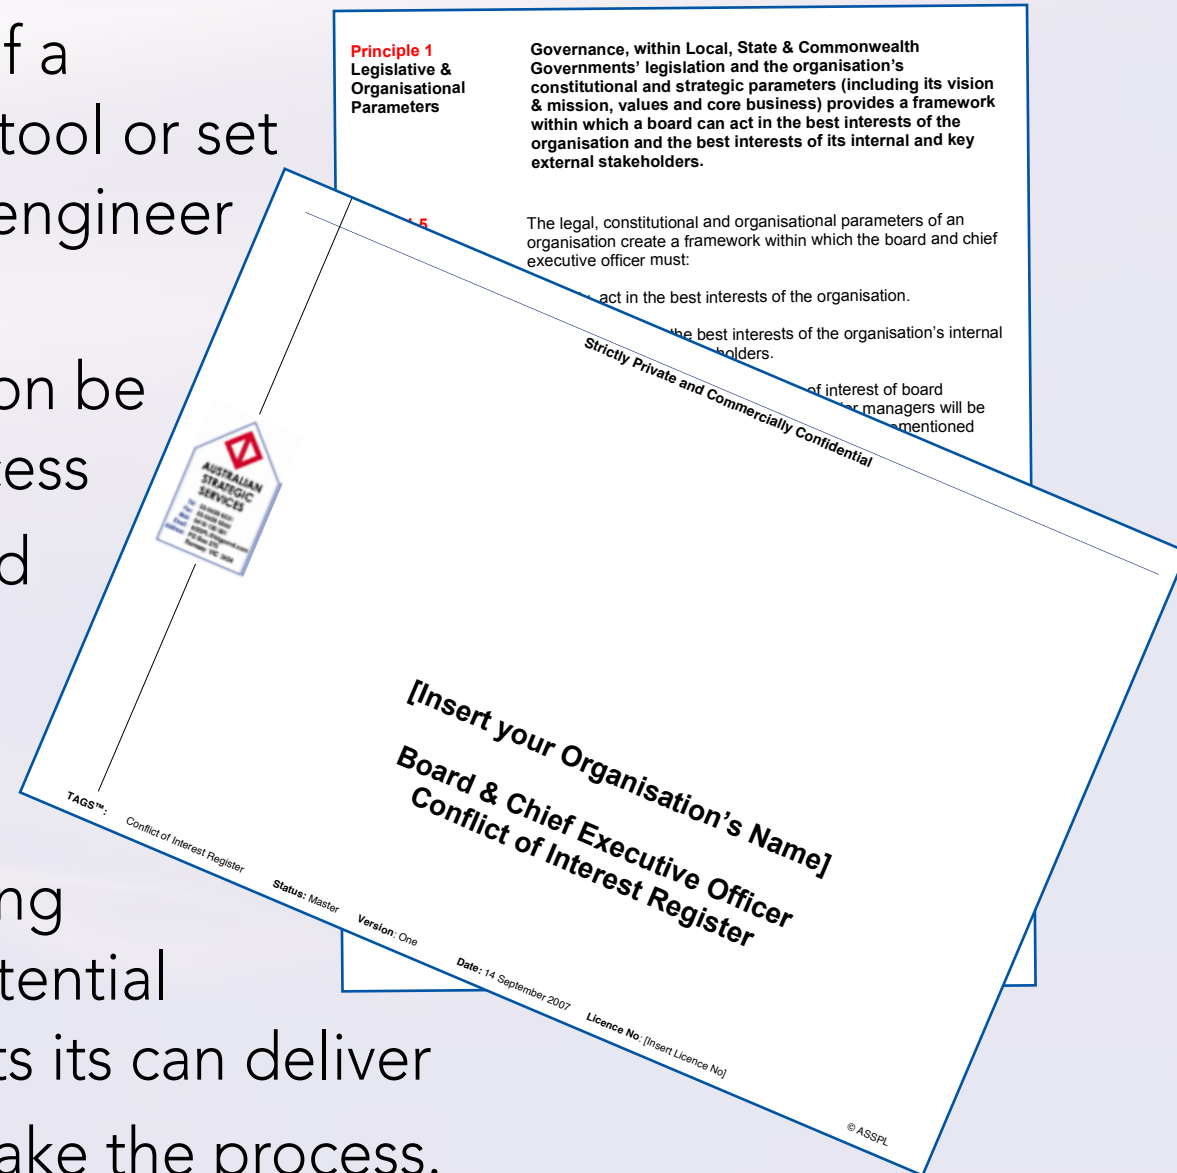 f a
tool or set
engineer
on be
cess
d
ng
tential
ts its can deliver
ake the process.
Principle 1
Legislative &
Organisational
Parameters
Governance, within Local, State & Commonwealth
Governments' legislation and the organisation's
constitutional and strategic parameters (including its vision
& mission, values and core business) provides a framework
within which a board can act in the best interests of the
organisation and the best interests of its internal and key
external stakeholders.
5
The legal, constitutional and organisational parameters of an
organisation create a framework within which the board and chief
executive officer must:
act in the best interests of the organisation.
the best interests of the organisation's internal
holders.
of interest of board
managers will be
ementioned
Strictly Private and Commercially Confidential
AUSTRALIAN
STRATEGIC
SERVICES
[Insert your Organisation's Name]
Board & Chief Executive Officer
Conflict of Interest Register
TAGS™: Conflict of Interest Register Status: Master Version: One Date: 14 September 2007 Licence No: [Insert Licence No]
© ASSPL